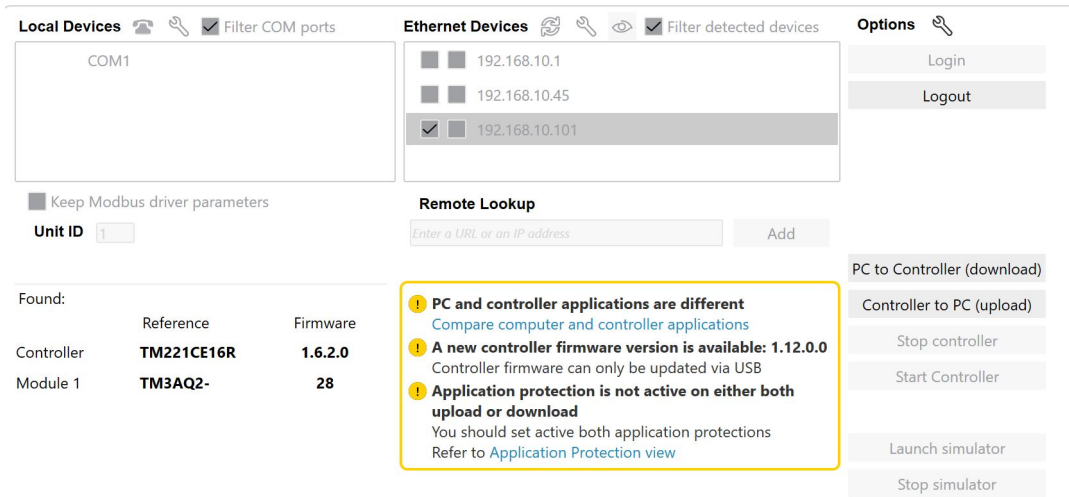 Local Devices Filter COM ports
COM1
Keep Modbus driver parameters
Unit ID 1
Ethernet Devices Filter detected devices
192.168.10.1
192.168.10.45
192.168.10.101
Remote Lookup
Enter a URL or an IP address Add
Options
Login
Logout
PC to Controller (download)
Controller to PC (upload)
Stop controller
Start Controller
Launch simulator
Stop simulator
Found:
Reference Firmware
Controller TM221CE16R 1.6.2.0
Module 1 TM3AQ2- 28
PC and controller applications are different
Compare computer and controller applications
A new controller firmware version is available: 1.12.0.0
Controller firmware can only be updated via USB
Application protection is not active on either both
upload or download
You should set active both application protections
Refer to Application Protection view